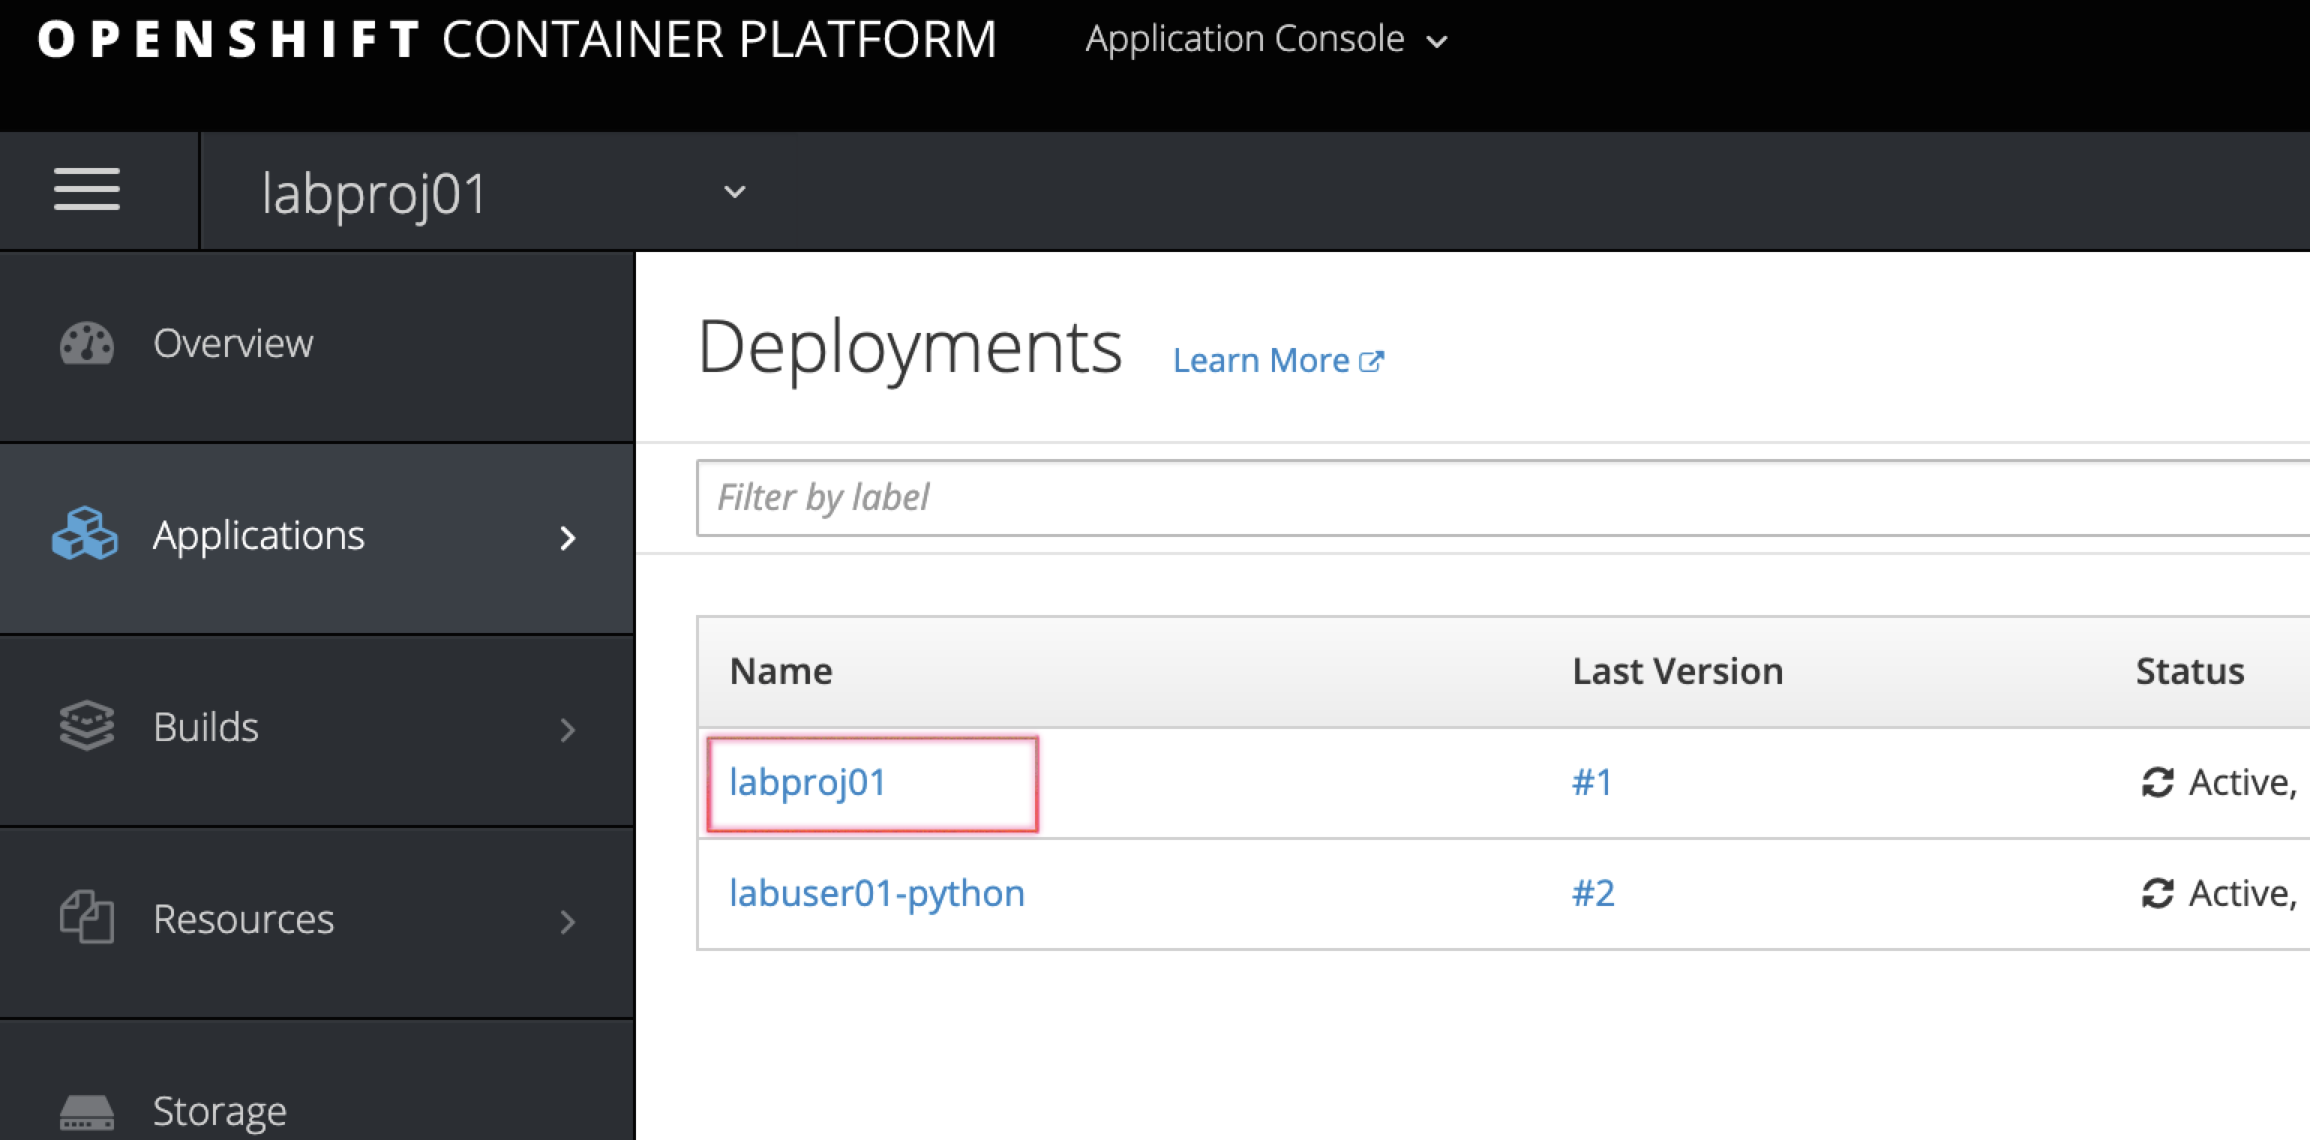 OPENSHIFT CONTAINER PLATFORM Application Console
labproj01
Overview
Applications
Builds
Resources
Storage
Deployments Learn More
Filter by label
Name Last Version Status
labproj01 #1 Active,
labuser01-python #2 Active,